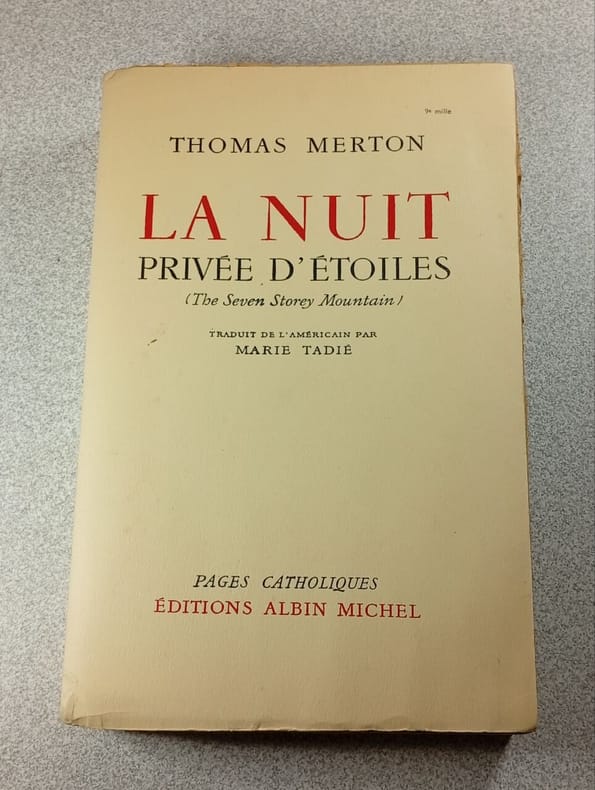 9e mille
THOMAS MERTON
LA NUIT
PRIVÉE D'ÉTOILES
(The Seven Storey Mountain)
TRADUIT DE L'AMÉRICAIN PAR
MARIE TADIÉ
PAGES CATHOLIQUES
ÉDITIONS ALBIN MICHEL